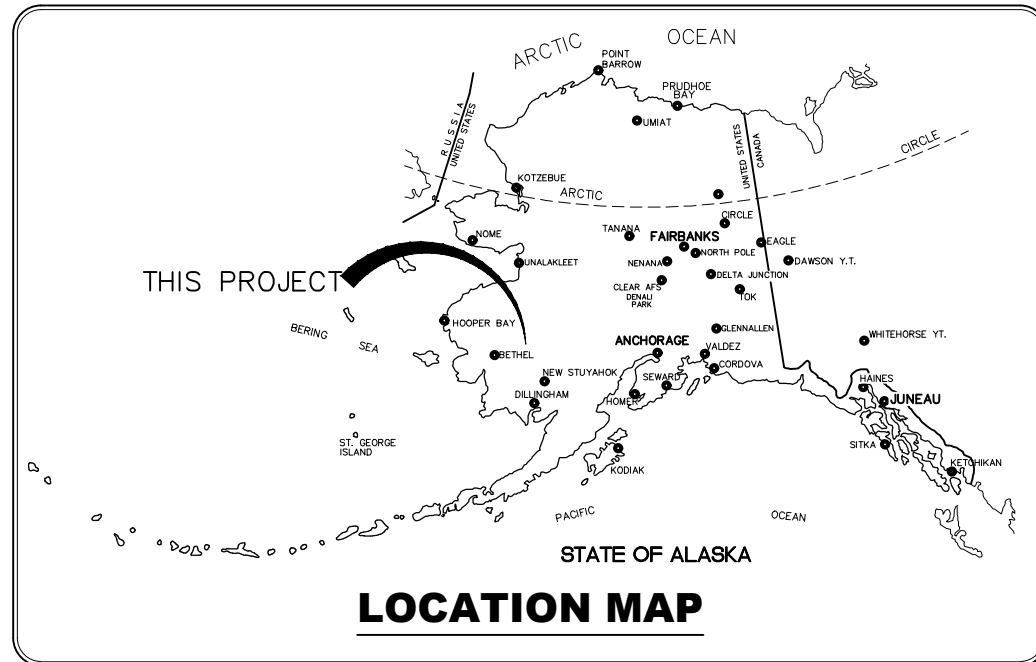 ARCTIC OCEAN
POINT
BARROW
PRUDHOE
BAY
UMIAT
RUSSIA
UNITED STATES
UNITED STATES
CANADA
CIRCLE
KOTZEBUE
ARCTIC
CIRCLE
TANANA
NOME
FAIRBANKS
EAGLE
NORTH POLE
UNALAKLEET
NENANA
DAWSON Y.T.
THIS PROJECT
DELTA JUNCTION
CLEAR AFS
DENALI
PARK
TOK
HOOPER BAY
GLENNALLEN
BERING SEA
ANCHORAGE
WHITEHORSE YT.
BETHEL
VALDEZ
CORDOVA
NEW STUYAHOK
SEWARD
HAINES
DILLINGHAM
HOMER
JUNEAU
ST. GEORGE
ISLAND
SITKA
KODIAK
KETCHIKAN
PACIFIC OCEAN
STATE OF ALASKA
LOCATION MAP